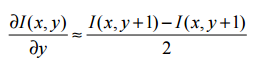 ∂I(x, y)/∂y ≈ (I(x, y+1) − I(x, y+1))/2